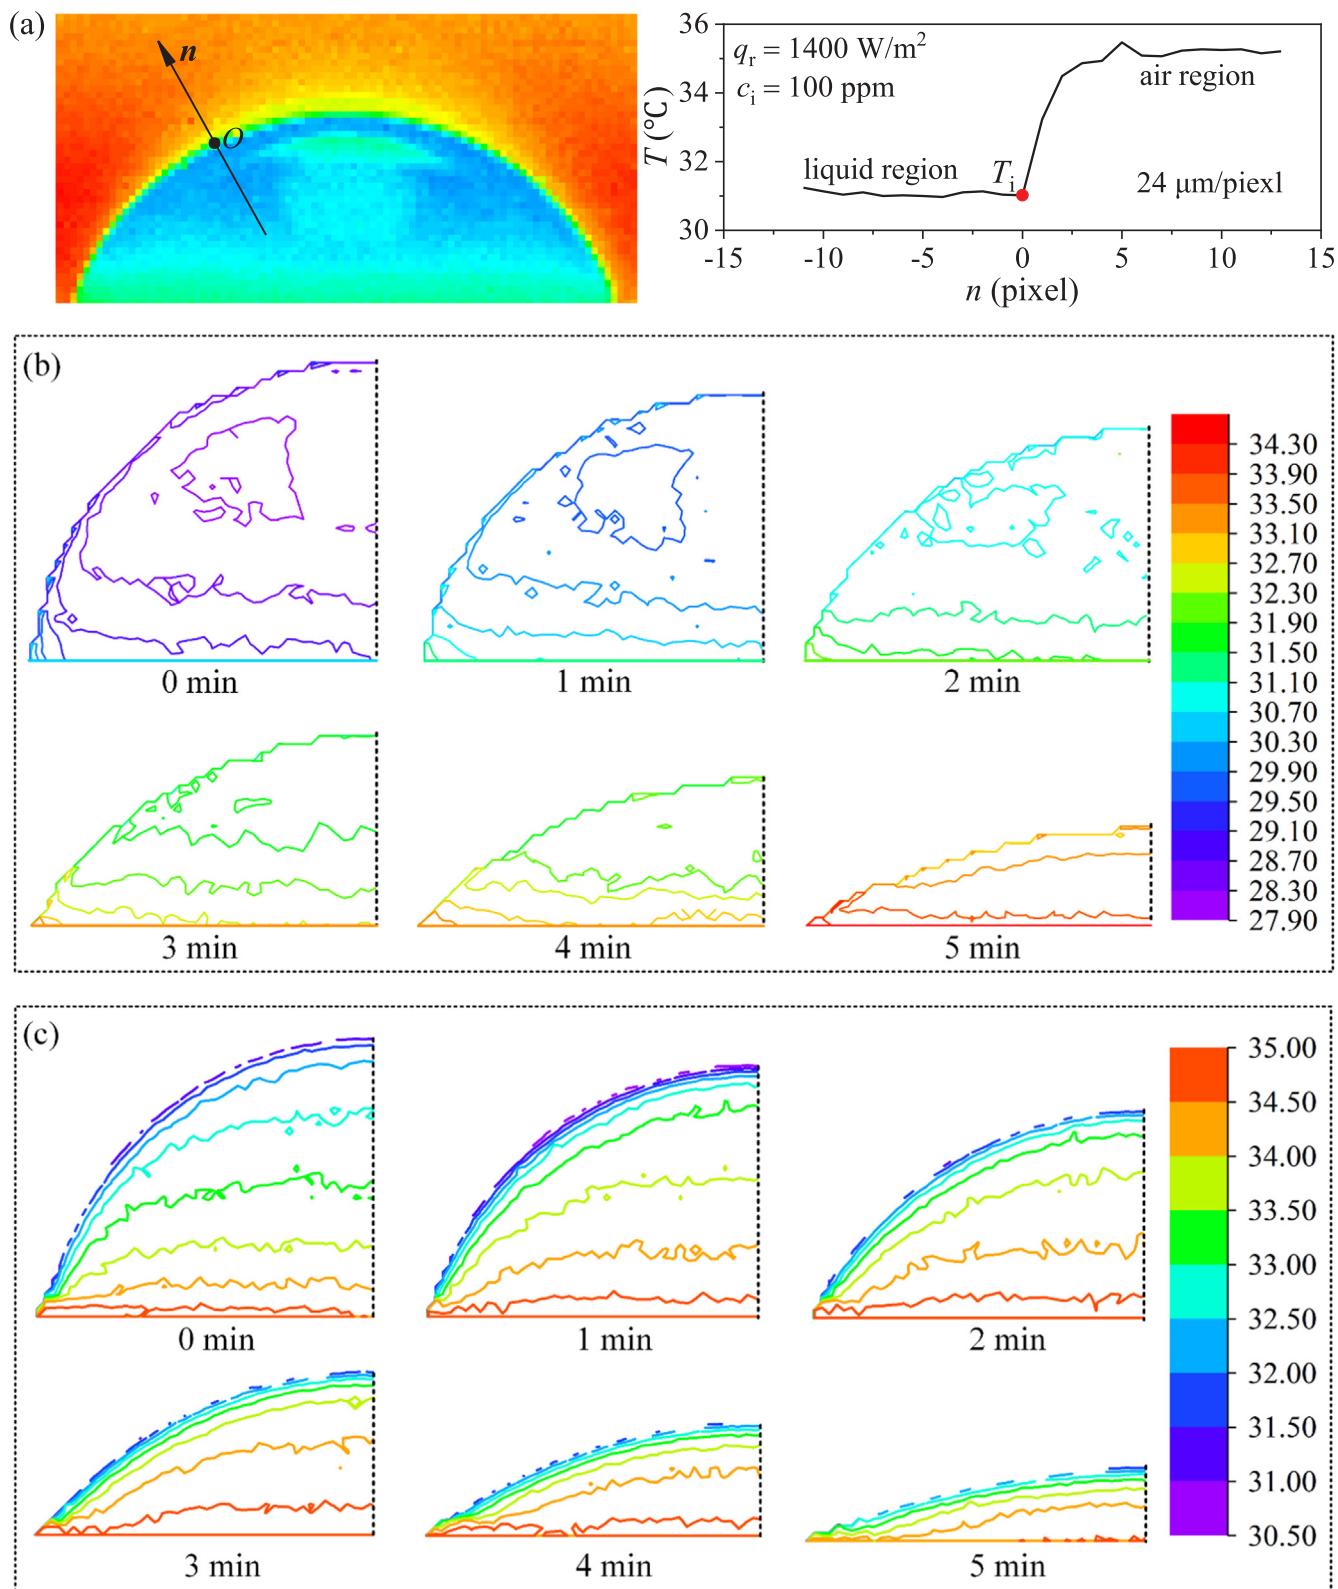 (a)
n
O
36
34
32
30
T (°C)
qr = 1400 W/m²
ci = 100 ppm
air region
liquid region
Ti
24 μm/piexl
-15 -10 -5 0 5 10 15
n (pixel)
(b)
0 min 1 min 2 min
3 min 4 min 5 min
34.30
33.90
33.50
33.10
32.70
32.30
31.90
31.50
31.10
30.70
30.30
29.90
29.50
29.10
28.70
28.30
27.90
(c)
0 min 1 min 2 min
3 min 4 min 5 min
35.00
34.50
34.00
33.50
33.00
32.50
32.00
31.50
31.00
30.50